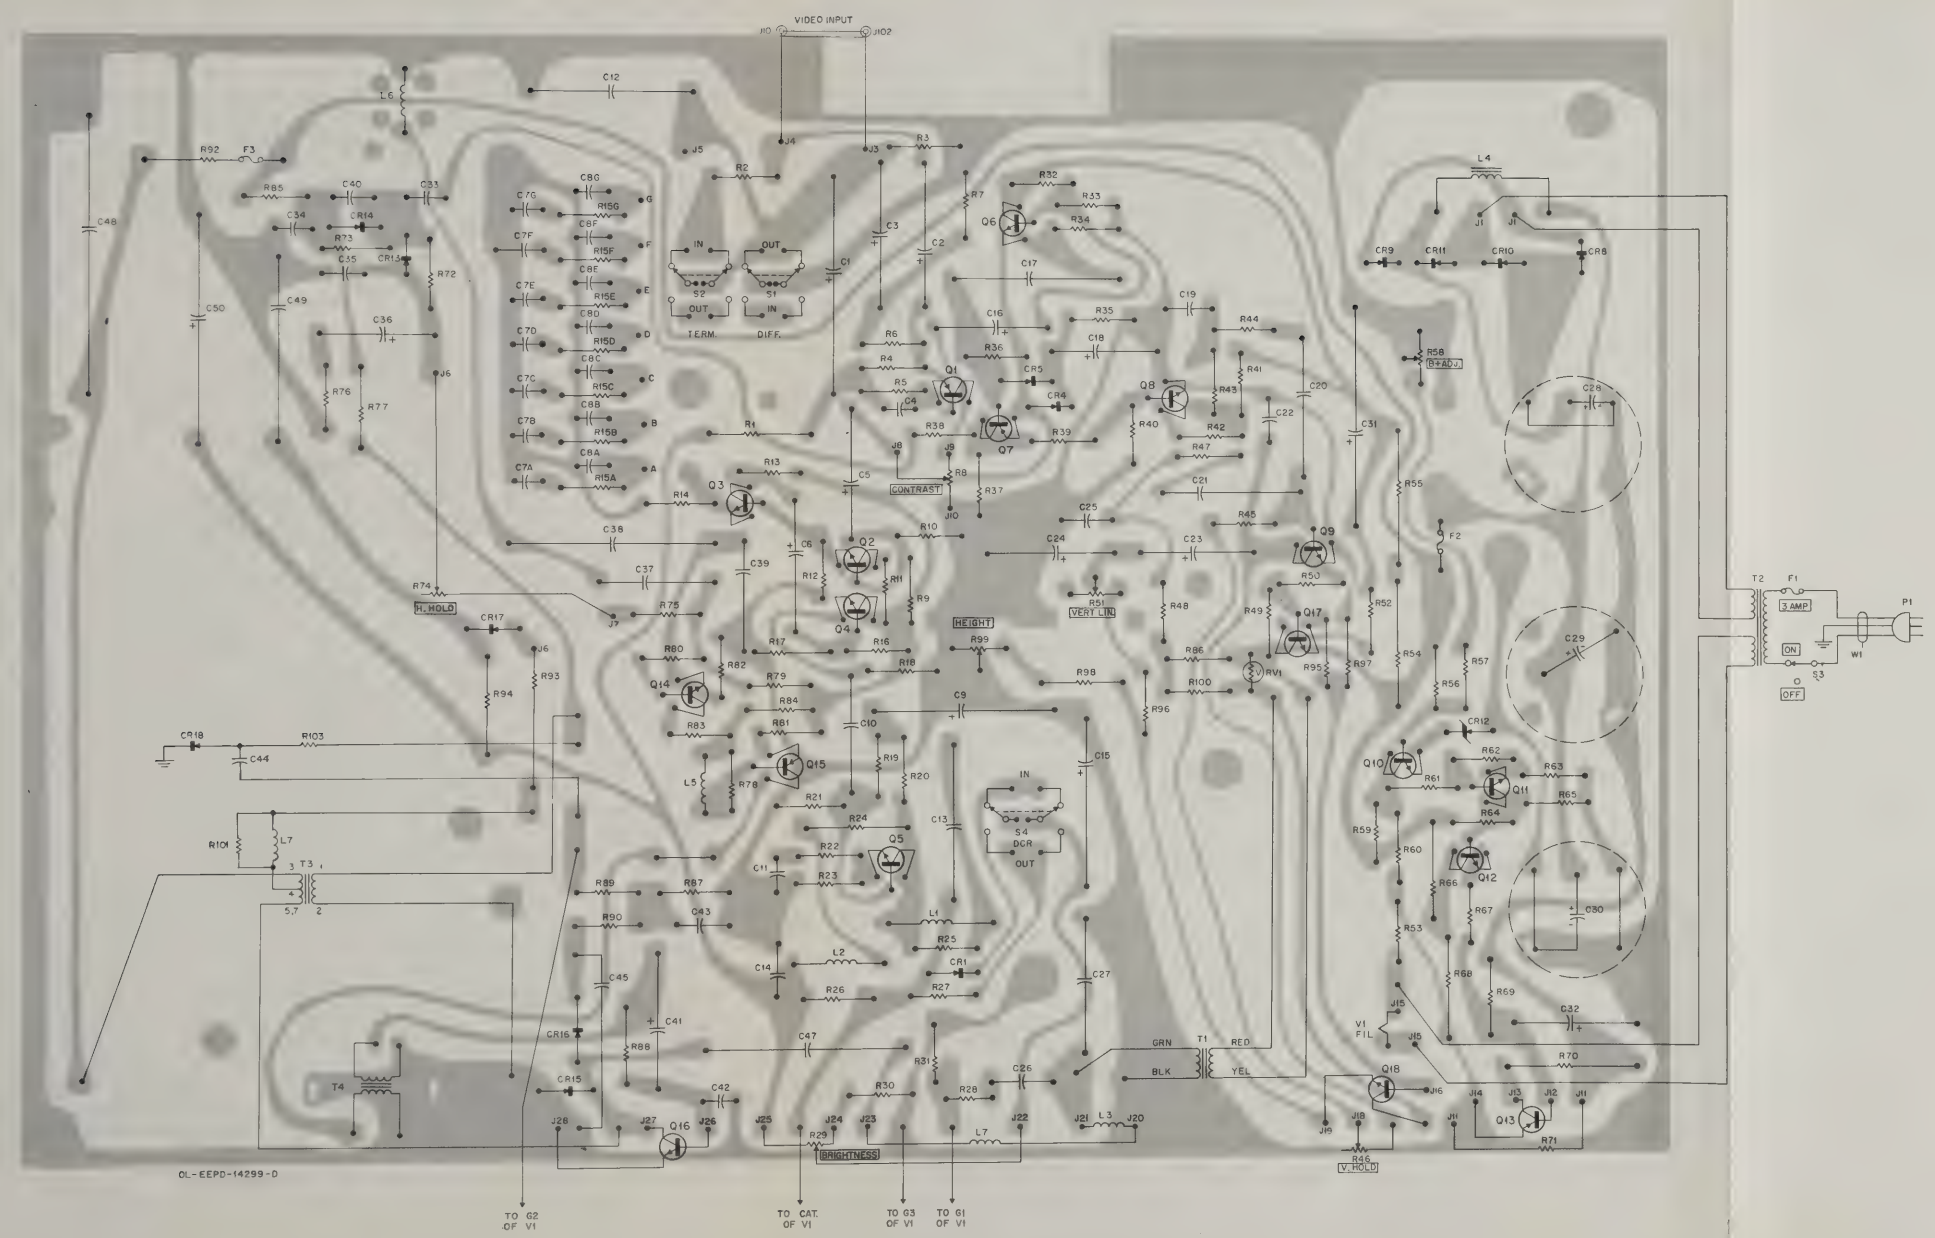 VIDEO INPUT
J10 J102
C12
L6
J4 J3 R3
R92 F3 J5 R2 L4
R85 C40 C33 C8G C7G R15G G R7 R32 R33
C48 C34 CR14 C8F C3 Q6 R34 J1 J1
R73 C7F R15F F IN OUT C2 CR9 CR11 CR10 CR8
C35 CR13 R72 C8E C1 C17
C50 C49 C7E R15E E S2 S1 C19
C36 C8D OUT IN C16 R35 R44
C7D R15D D TERM. DIFF. R6 C18
J6 C8C R4 R36 R58
B+ADJ.
R76 R77 C7C R15C C R5 Q1 CR5 Q8 R43 R41 C20 C28
C8B C4 CR4 C22
C7B R15B B R1 R38 Q7 R39 R40 R42 C31
C8A J8 J9 R47
C7A R15A A R13 C5 R8 R37 C21 R55
CONTRAST
R14 Q3 J10 C25 R45
C38 C6 Q2 R10 C24 C23 Q9 F2
C37 C39 R12 R11 R9 R50 T2 F1
3 AMP
R74 R75 R51 R48 R49 R52 P1
H. HOLD
VERT LIN
J7 Q4 Q17
CR17 HEIGHT
J6 R80 R17 R16 R99 R86 R95 R97 R54 R57 C29 ON W1
R94 R93 R82 R18 R98 RV1 R56 S3
Q14 R79 R100 OFF
R84 C9 R96
CR18 R103 R83 R81 C10 CR12
C44 R19 C15 Q10 R62
L5 R78 Q15 R20 IN R61 R63
R21 Q11 R65
R101 L7 R24 C13 S4 R59 R64
T3 Q5 DCR R60
3 1 R22 OUT Q12
4 C11 R23 R66
5,7 2 R89 R87 R67 C30
R90 C43 L1 R53
R25
L2 CR1
C45 C14 R26 R27 C27 R68 R69
J15
CR16 C41 V1
FIL C32
R88 C47 R31 GRN T1 RED J15
T4 CR15 C26 BLK YEL R70
C42 R30 R28 Q18 J16 J14 J13 J12 J11
J28 J27 Q16 J26 J25 J24 J23 J22 J21 L3 J20 J19 J18 J11 Q13
R29 L7 R71
BRIGHTNESS
R46
V. HOLD
OL-EEPD-14299-D
TO G2
OF V1
TO CAT.
OF V1
TO G3
OF V1
TO G1
OF V1